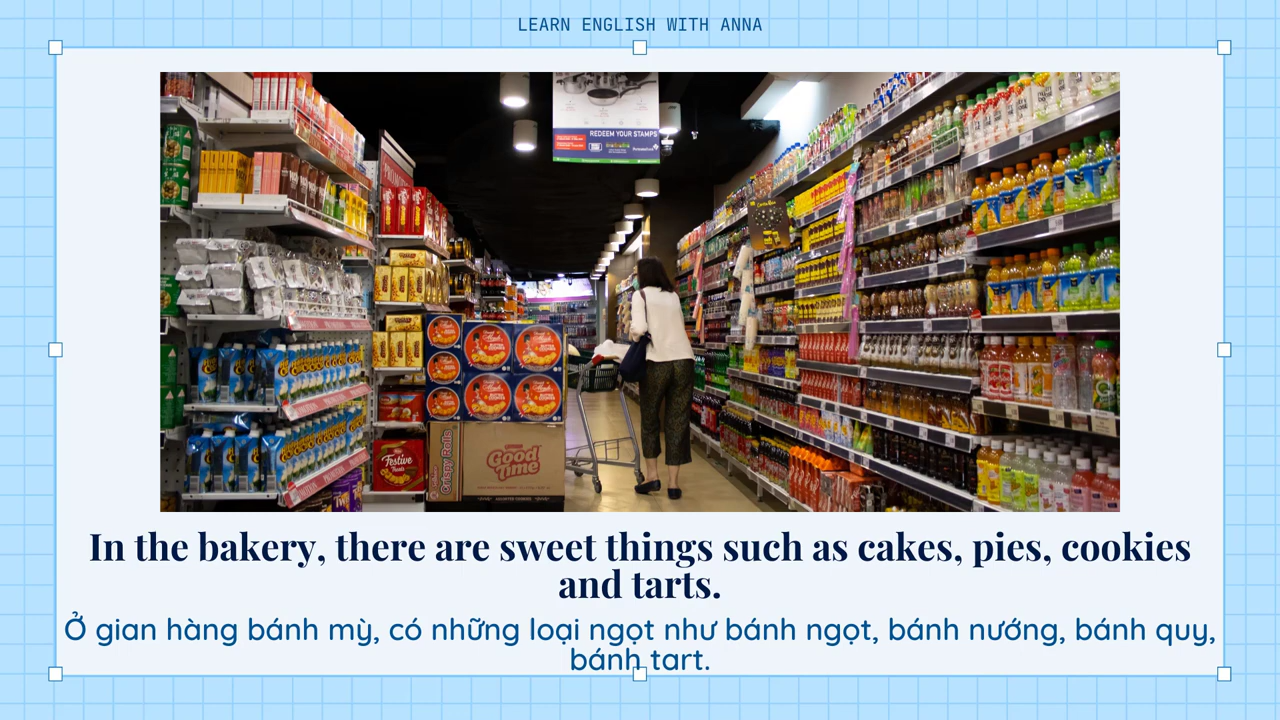 LEARN ENGLISH WITH ANNA
REDEEM YOUR STAMPS
Festive
Crispy Rolls
Good
Time
In the bakery, there are sweet things such as cakes, pies, cookies
and tarts.
Ở gian hàng bánh mỳ, có những loại ngọt như bánh ngọt, bánh nướng, bánh quy,
bánh tart.